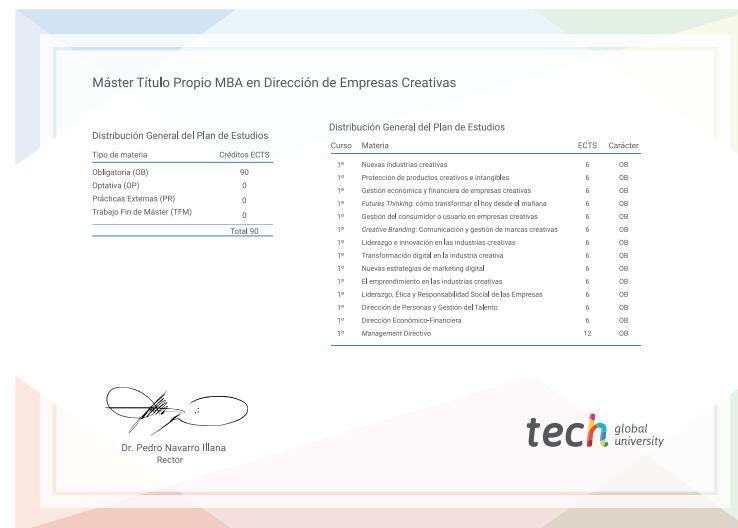 Máster Título Propio MBA en Dirección de Empresas Creativas
Distribución General del Plan de Estudios
Tipo de materia Créditos ECTS
Obligatoria (OB) 90
Optativa (OP) 0
Prácticas Externas (PR) 0
Trabajo Fin de Máster (TFM) 0
Total 90
Distribución General del Plan de Estudios
Curso Materia ECTS Carácter
1º Nuevas industrias creativas 6 OB
1º Protección de productos creativos e intangibles 6 OB
1º Gestión económica y financiera de empresas creativas 6 OB
1º Futures Thinking: cómo transformar el hoy desde el mañana 6 OB
1º Gestión del consumidor o usuario en empresas creativas 6 OB
1º Creative Branding: Comunicación y gestión de marcas creativas 6 OB
1º Liderazgo e innovación en las industrias creativas 6 OB
1º Transformación digital en la industria creativa 6 OB
1º Nuevas estrategias de marketing digital 6 OB
1º El emprendimiento en las industrias creativas 6 OB
1º Liderazgo, Ética y Responsabilidad Social de las Empresas 6 OB
1º Dirección de Personas y Gestión del Talento 6 OB
1º Dirección Económico-Financiera 6 OB
1º Management Directivo 12 OB
Dr. Pedro Navarro Illana
Rector
tech global
university